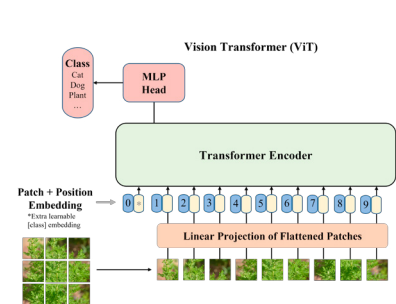 Vision Transformer (ViT)
Class
Cat
Dog
Plant
...
MLP
Head
Transformer Encoder
Patch + Position
Embedding
*Extra learnable
[class] embedding
0 * 1 2 3 4 5 6 7 8 9
Linear Projection of Flattened Patches